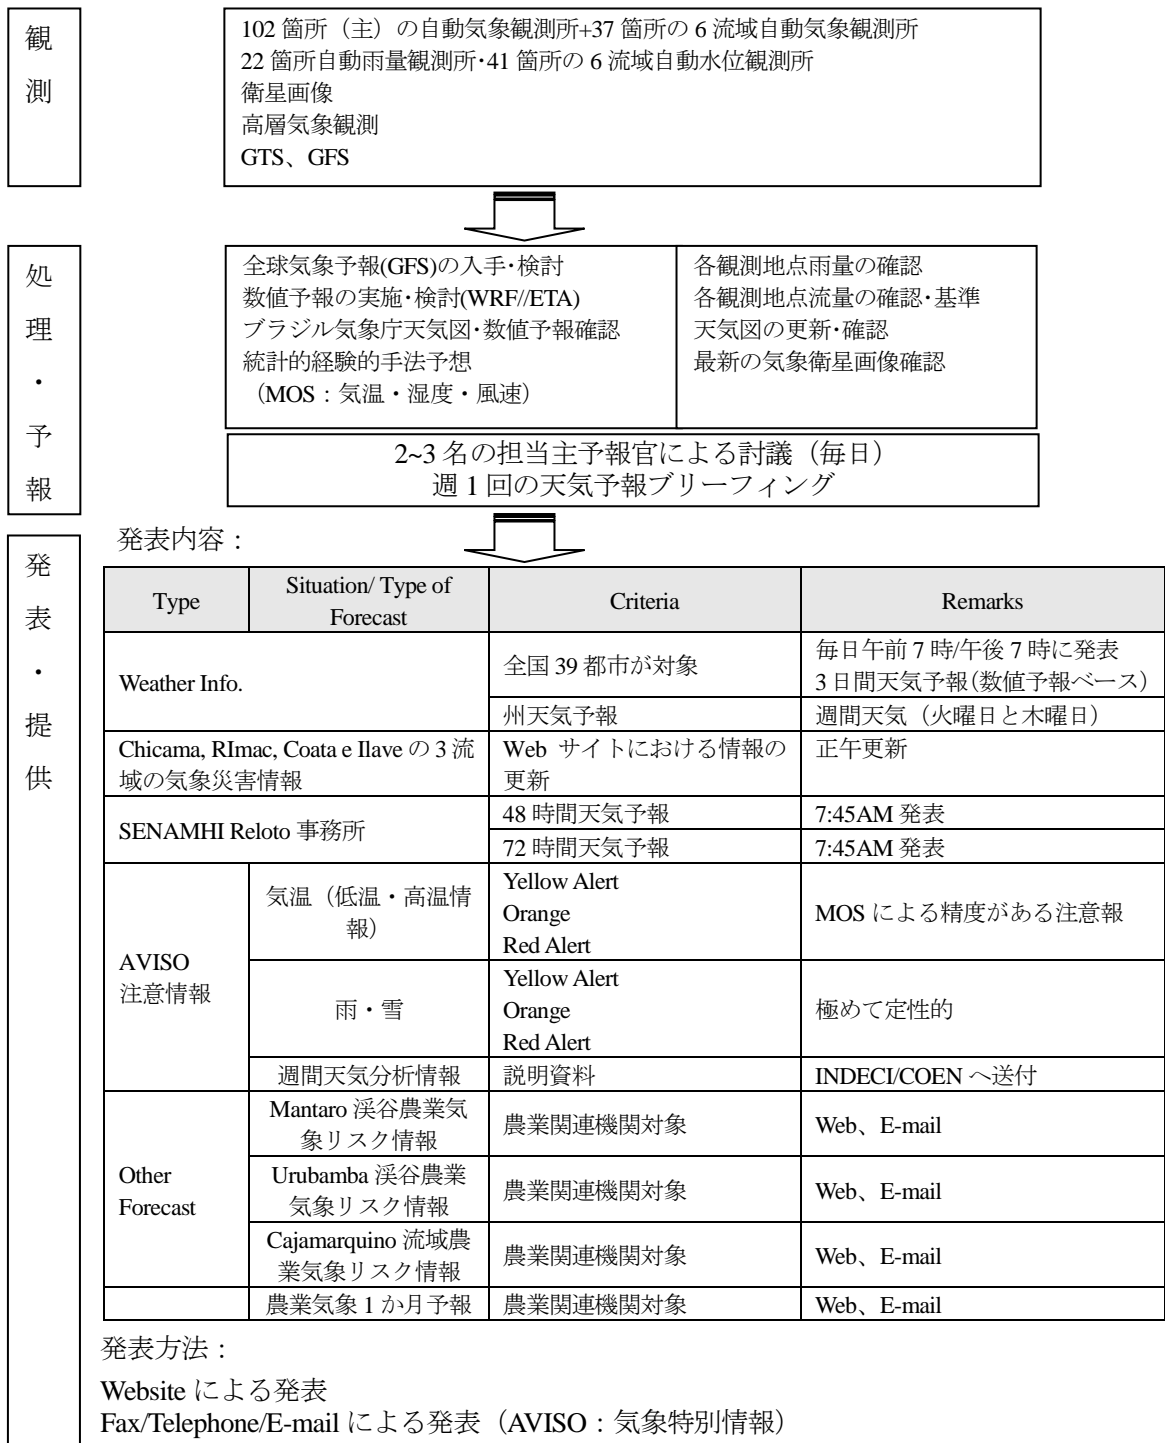 観
測
102 箇所（主）の自動気象観測所+37 箇所の 6 流域自動気象観測所
22 箇所自動雨量観測所･41 箇所の 6 流域自動水位観測所
衛星画像
高層気象観測
GTS、GFS
処
理
・
予
報
全球気象予報(GFS)の入手･検討
数値予報の実施･検討(WRF//ETA)
ブラジル気象庁天気図･数値予報確認
統計的経験的手法予想
（MOS：気温・湿度・風速）
各観測地点雨量の確認
各観測地点流量の確認･基準
天気図の更新･確認
最新の気象衛星画像確認
2~3 名の担当主予報官による討議（毎日）
週 1 回の天気予報ブリーフィング
発
表
・
提
供
発表内容：
Type
Situation/ Type of
Forecast
Criteria
Remarks
Weather Info.
全国 39 都市が対象
毎日午前 7 時/午後 7 時に発表
3 日間天気予報（数値予報ベース）
州天気予報
週間天気（火曜日と木曜日）
Chicama, RImac, Coata e Ilave の 3 流
域の気象災害情報
Web サイトにおける情報の
更新
正午更新
SENAMHI Reloto 事務所
48 時間天気予報
7:45AM 発表
72 時間天気予報
7:45AM 発表
AVISO
注意情報
気温（低温・高温情
報）
Yellow Alert
Orange
Red Alert
MOS による精度がある注意報
雨・雪
Yellow Alert
Orange
Red Alert
極めて定性的
週間天気分析情報
説明資料
INDECI/COEN へ送付
Other
Forecast
Mantaro 渓谷農業気
象リスク情報
農業関連機関対象
Web、E-mail
Urubamba 渓谷農業
気象リスク情報
農業関連機関対象
Web、E-mail
Cajamarquino 流域農
業気象リスク情報
農業関連機関対象
Web、E-mail
農業気象 1 か月予報
農業関連機関対象
Web、E-mail
発表方法：
Website による発表
Fax/Telephone/E-mail による発表（AVISO：気象特別情報）